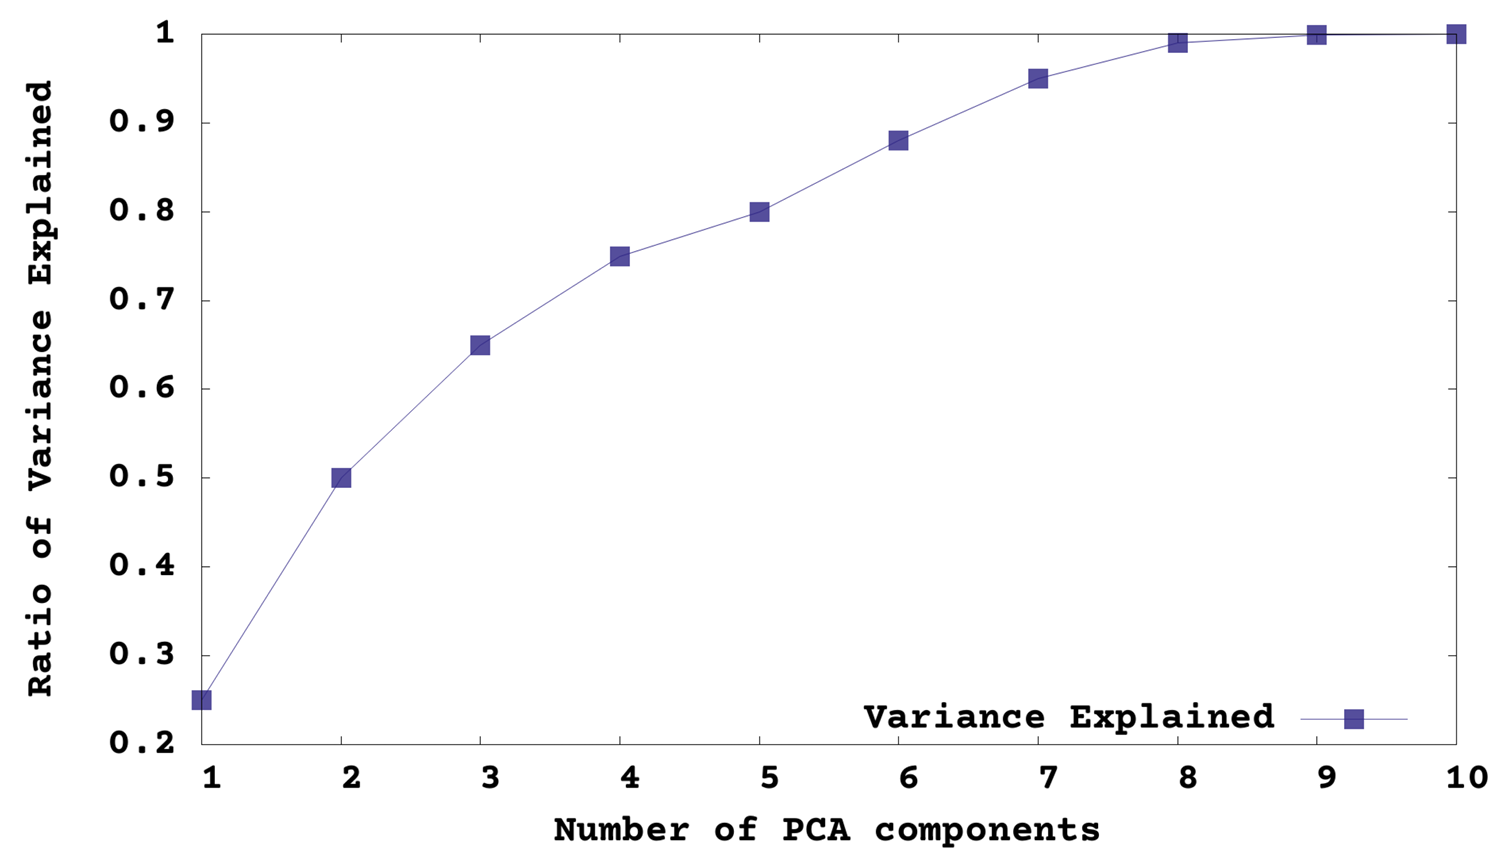 Ratio of Variance Explained
1
0.9
0.8
0.7
0.6
0.5
0.4
0.3
0.2
Variance Explained
1 2 3 4 5 6 7 8 9 10
Number of PCA components